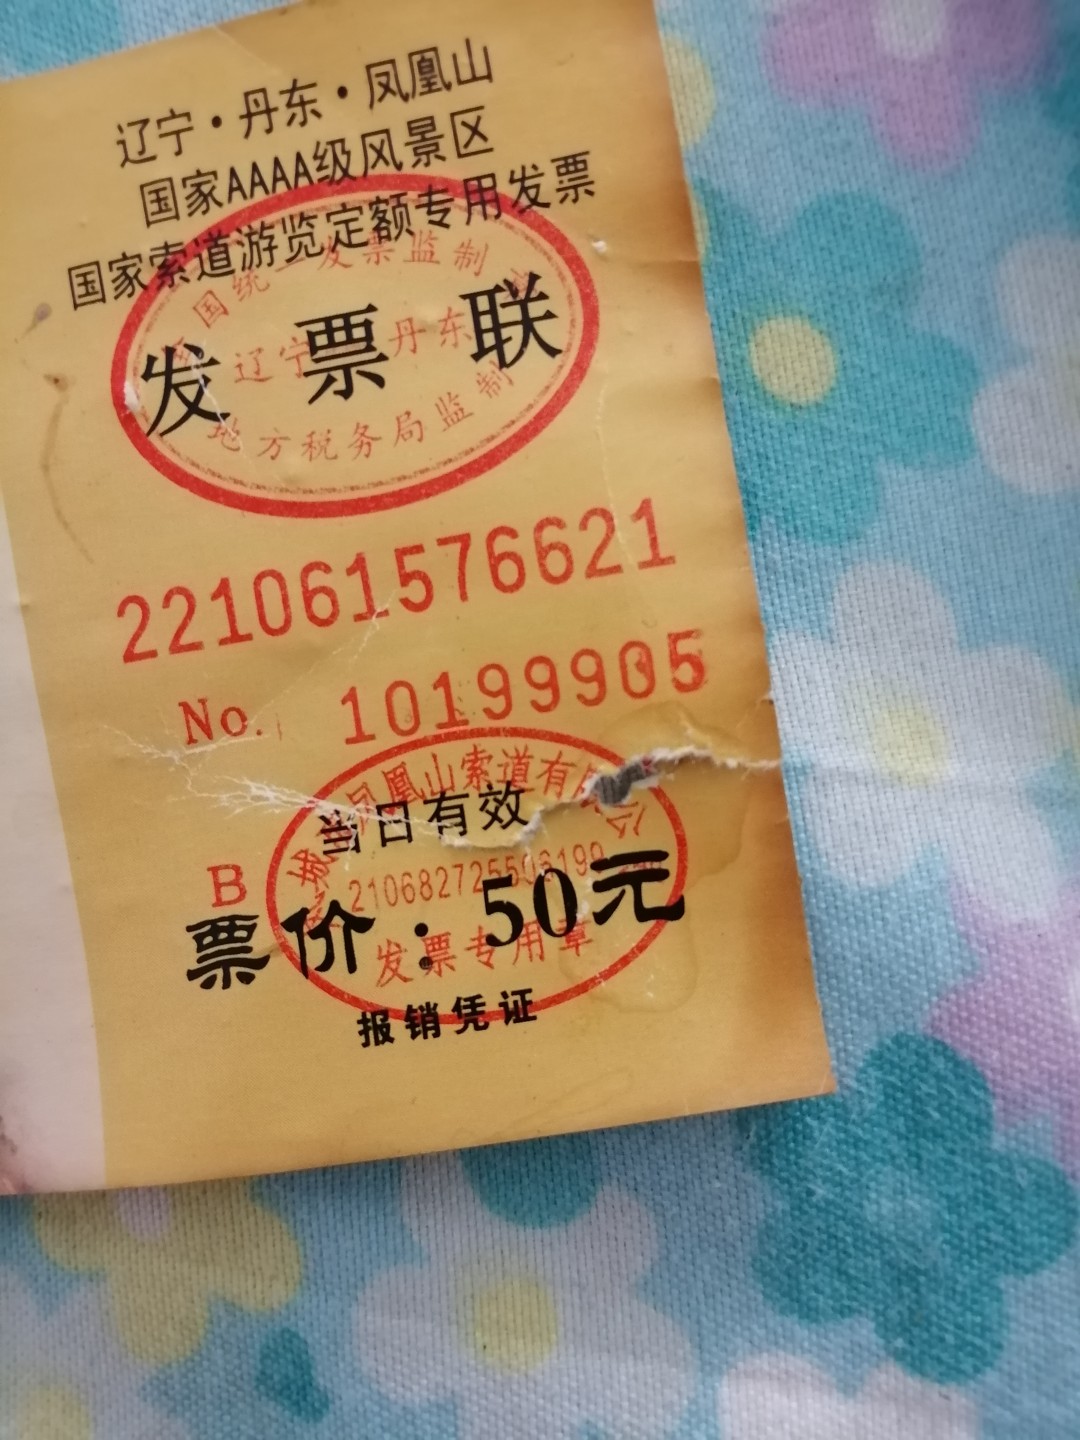 辽宁·丹东·凤凰山
国家AAAA级风景区
国家索道游览定额专用发票
国统一发票监制
发票联
辽宁 丹东
地方税务局监制
221061576621
No. 10199905
凤凰山索道有限公
当日有效
B
票价：50元
发票专用章
报销凭证